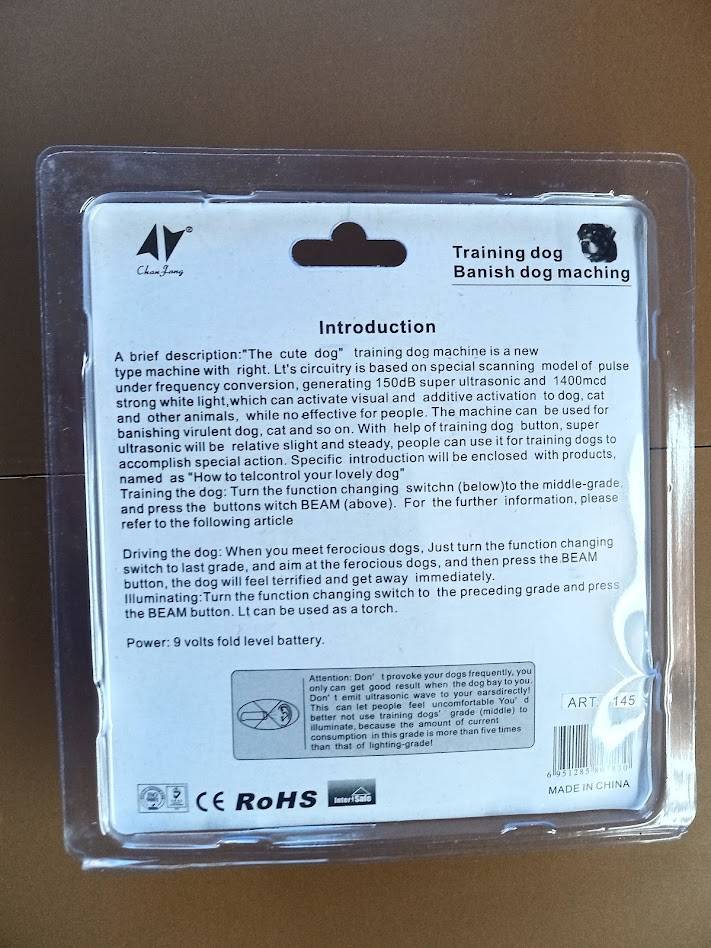 Chan Fang
Training dog
Banish dog maching
Introduction
A brief description:"The cute dog" training dog machine is a new
type machine with right. Lt's circuitry is based on special scanning model of pulse
under frequency conversion, generating 150dB super ultrasonic and 1400mcd
strong white light,which can activate visual and additive activation to dog, cat
and other animals, while no effective for people. The machine can be used for
banishing virulent dog, cat and so on. With help of training dog button, super
ultrasonic will be relative slight and steady, people can use it for training dogs to
accomplish special action. Specific introduction will be enclosed with products,
named as "How to telcontrol your lovely dog"
Training the dog: Turn the function changing switchn (below)to the middle-grade,
and press the buttons witch BEAM (above). For the further information, please
refer to the following article
Driving the dog: When you meet ferocious dogs, Just turn the function changing
switch to last grade, and aim at the ferocious dogs, and then press the BEAM
button, the dog will feel terrified and get away immediately.
Illuminating:Turn the function changing switch to the preceding grade and press
the BEAM button. Lt can be used as a torch.
Power: 9 volts fold level battery.
Attention: Don' t provoke your dogs frequently, you
only can get good result when the dog bay to you.
Don' t emit ultrasonic wave to your earsdirectly!
This can let people feel uncomfortable You' d
better not use training dogs' grade (middle) to
illuminate, because the amount of current
consumption in this grade is more than five times
than that of lighting-grade!
ART 145
MADE IN CHINA
CE RoHS InterSafe